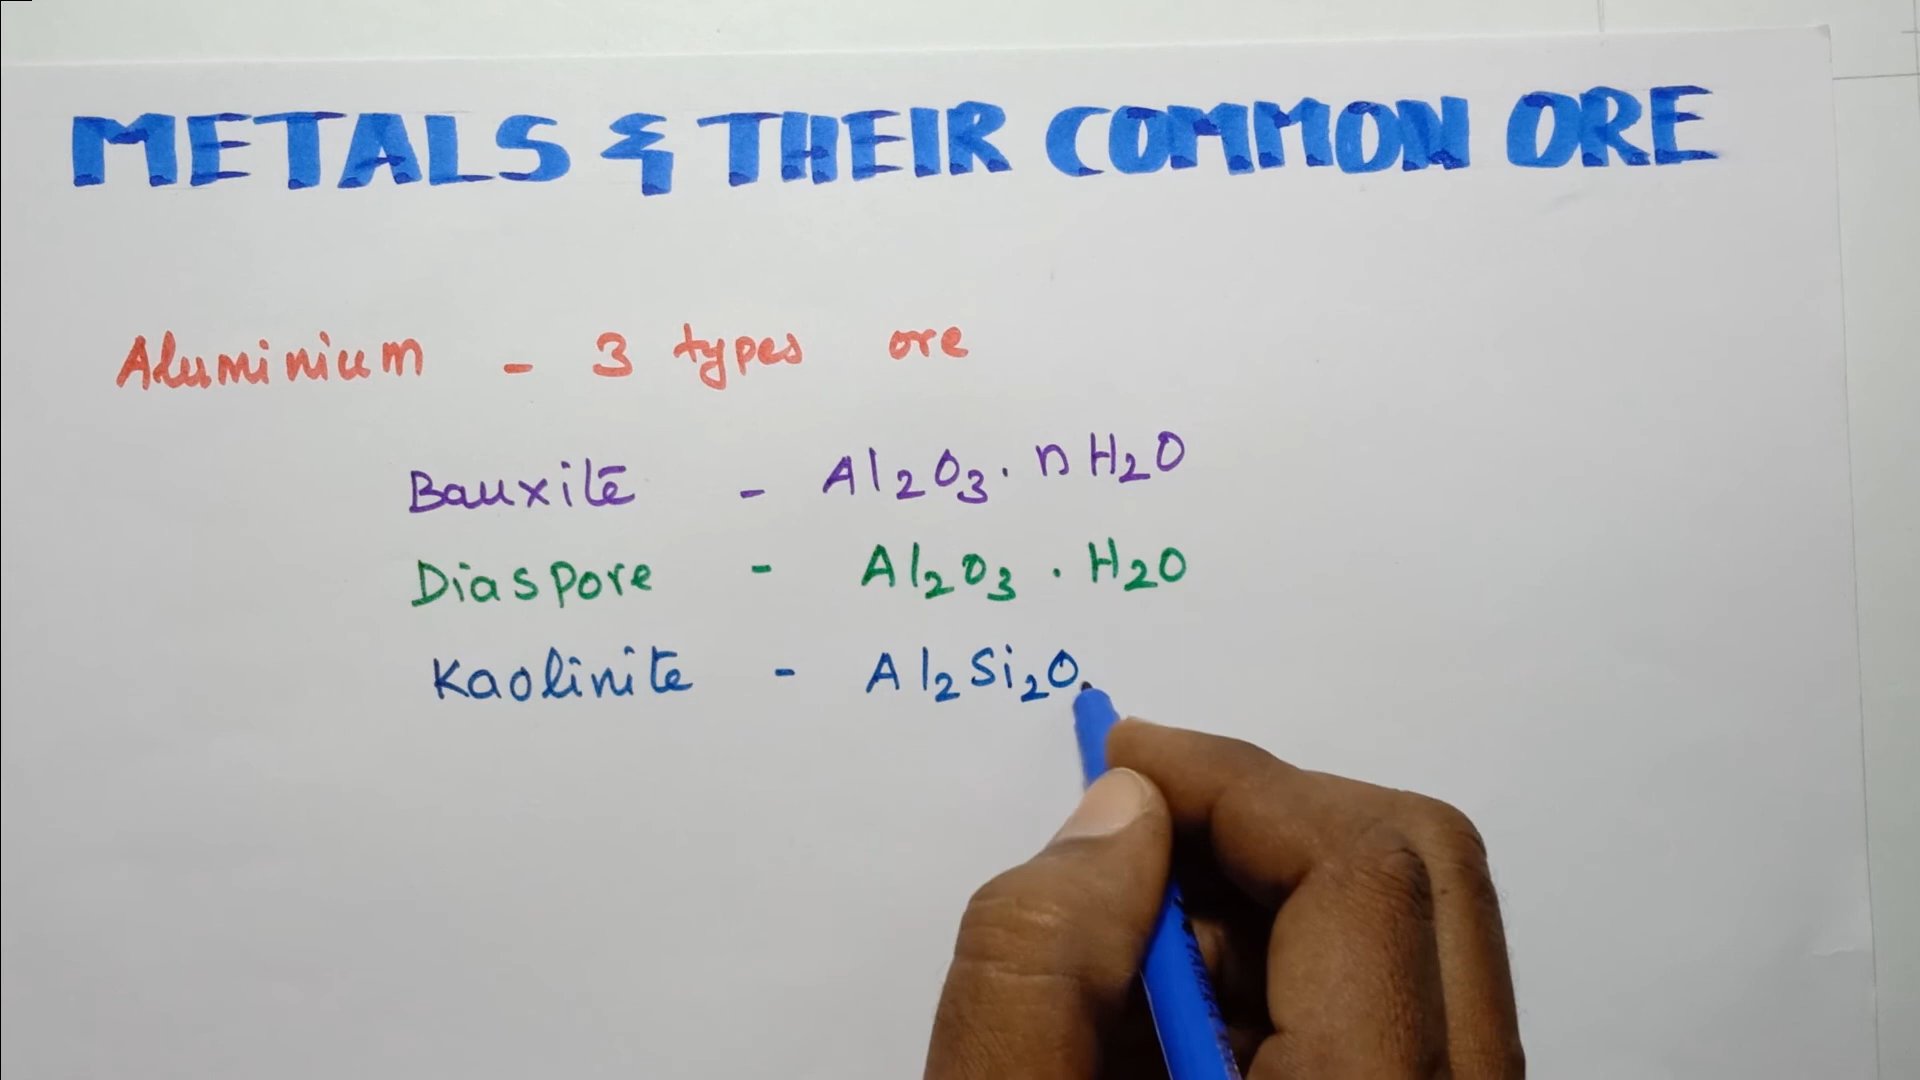 METALS & THEIR COMMON ORE
Aluminium - 3 types ore
Bauxite - Al₂O₃. nH₂O
Diaspore - Al₂O₃ . H₂O
Kaolinite - Al₂Si₂O